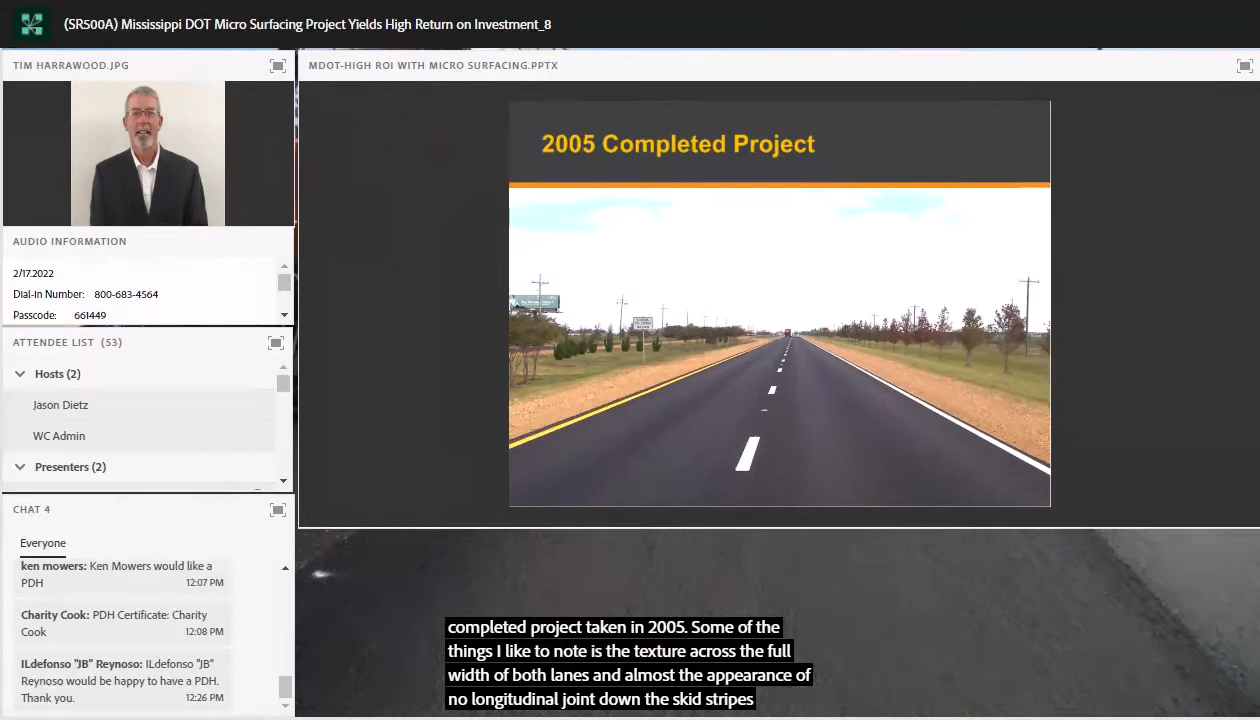 (SR500A) Mississippi DOT Micro Surfacing Project Yields High Return on Investment_8
TIM HARRAWOOD.JPG
AUDIO INFORMATION
2/17.2022
Dial-In Number: 800-683-4564
Passcode: 661449
ATTENDEE LIST (53)
Hosts (2)
Jason Dietz
WC Admin
Presenters (2)
CHAT 4
Everyone
ken mowers: Ken Mowers would like a
PDH 12:07 PM
Charity Cook: PDH Certificate: Charity
Cook 12:08 PM
ILdefonso "JB" Reynoso: ILdefonso "JB"
Reynoso would be happy to have a PDH.
Thank you. 12:26 PM
MDOT-HIGH ROI WITH MICRO SURFACING.PPTX
2005 Completed Project
completed project taken in 2005. Some of the
things I like to note is the texture across the full
width of both lanes and almost the appearance of
no longitudinal joint down the skid stripes